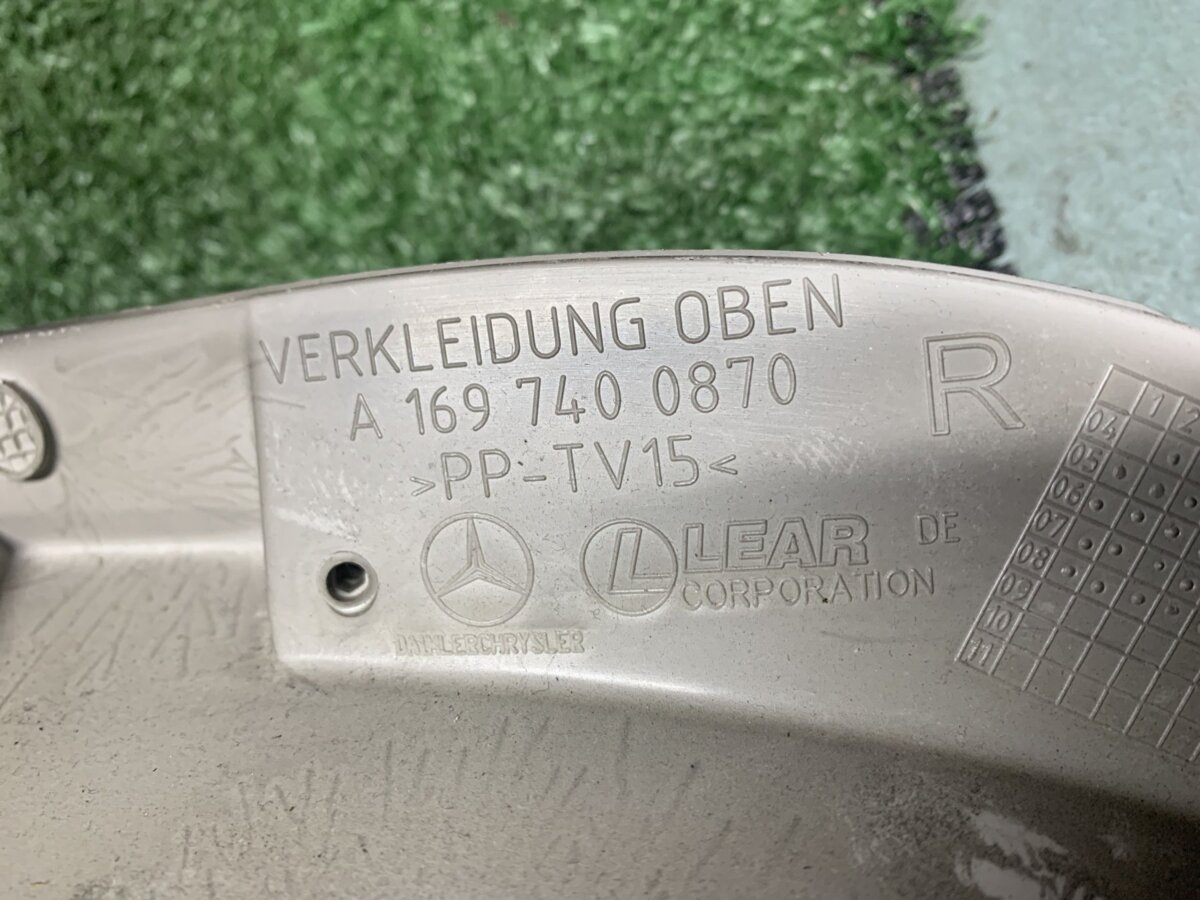 VERKLEIDUNG OBEN
A 169 740 0870
R
>PP-TV15<
L LEAR DE
CORPORATION
DAIMLERCHRYSLER
1 2
04
05
06
07
08
09
10
11